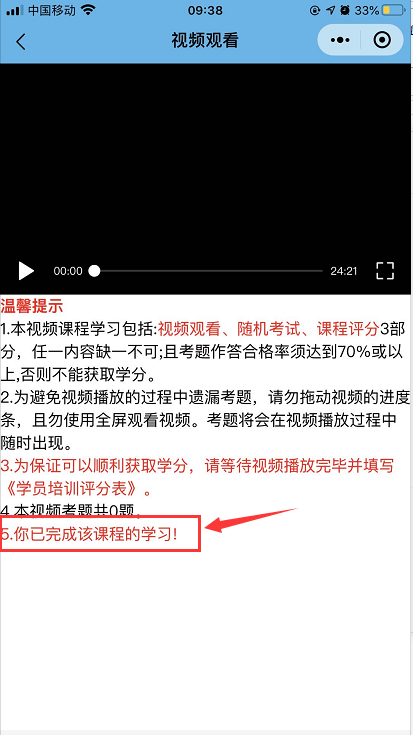 中国移动 09:38 33%
视频观看
00:00 24:21
温馨提示
1.本视频课程学习包括:视频观看、随机考试、课程评分3部
分，任一内容缺一不可;且考题作答合格率须达到70%或以
上,否则不能获取学分。
2.为避免视频播放的过程中遗漏考题，请勿拖动视频的进度
条，且勿使用全屏观看视频。考题将会在视频播放过程中
随时出现。
3.为保证可以顺利获取学分，请等待视频播放完毕并填写
《学员培训评分表》。
4.本视频考题共0题。
5.你已完成该课程的学习!